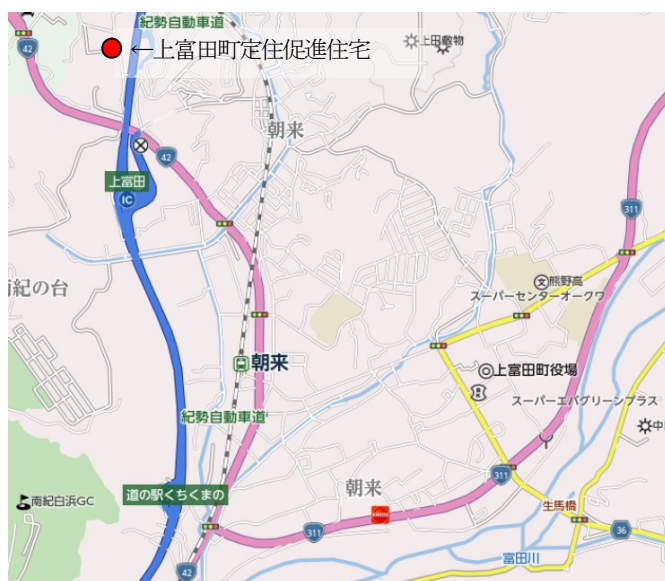 紀勢自動車道
42
←上富田町定住促進住宅
上田敷物
朝来
42
上富田
IC
311
南紀の台
文熊野高
スーパーセンターオークワ
朝来
上富田町役場
スーパーエバグリーンプラス
紀勢自動車道
中
311
道の駅くちくまの
朝来
南紀白浜GC
生馬橋
311
36
富田川
42